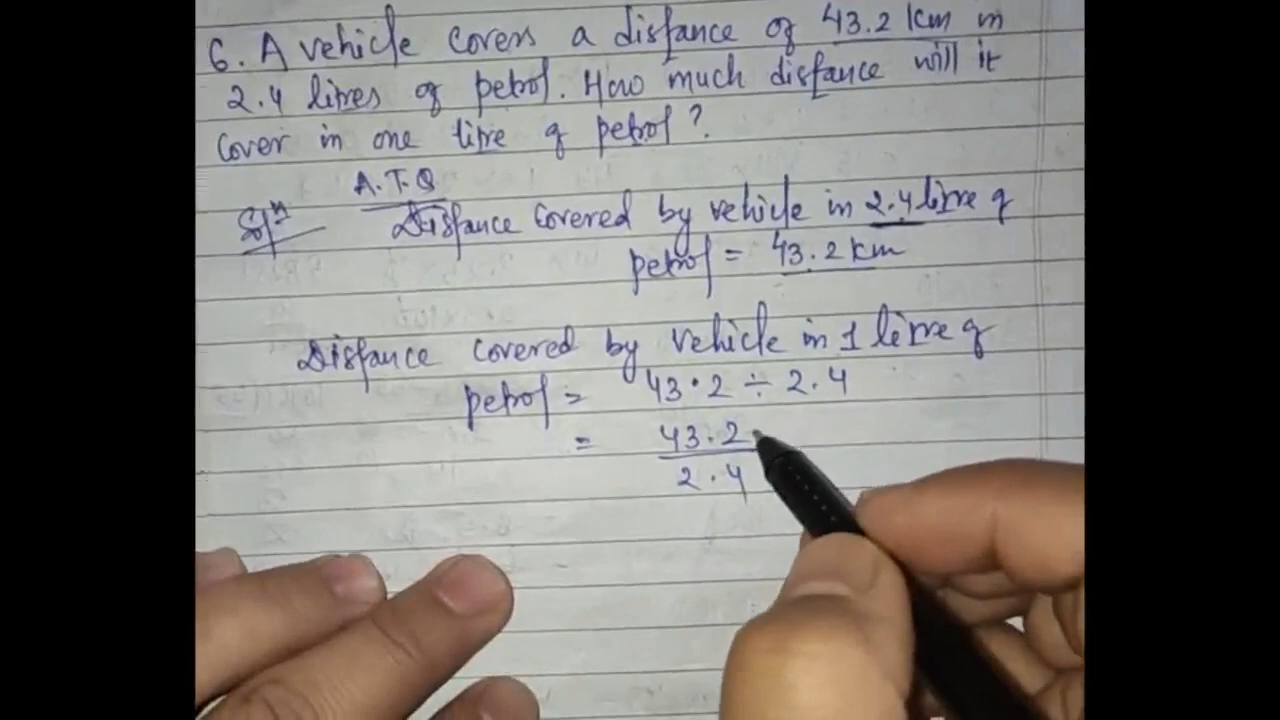 6. A vehicle covers a distance of 43.2 km in
2.4 litres of petrol. How much distance will it
cover in one litre of petrol?
A.T.Q
Solⁿ Distance covered by vehicle in 2.4 litre of
petrol = 43.2 km
Distance covered by vehicle in 1 litre of
petrol = 43.2 ÷ 2.4
= 43.2
2.4